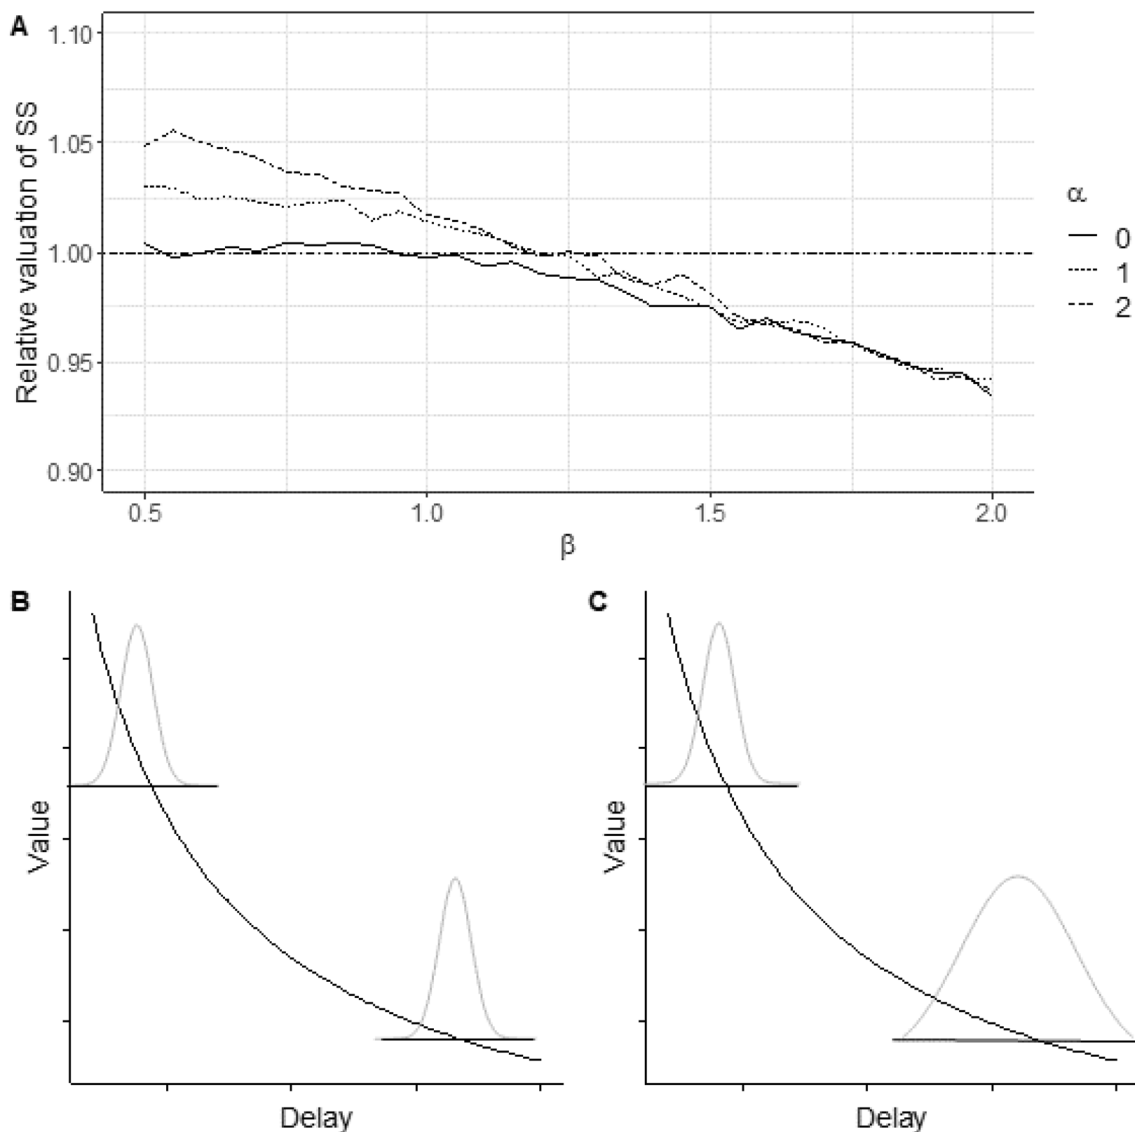 A
Relative valuation of SS
1.10
1.05
1.00
0.95
0.90
0.5 1.0 1.5 2.0
β
α
0
1
2
B
Value
Delay
C
Value
Delay